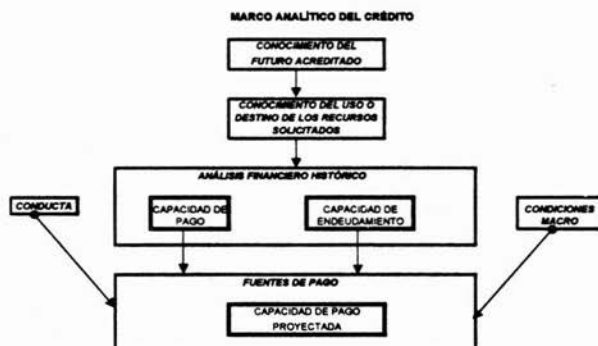 MARCO ANALÍTICO DEL CRÉDITO
CONOCIMIENTO DEL
FUTURO ACREDITADO
CONOCIMIENTO DEL USO O
DESTINO DE LOS RECURSOS
SOLICITADOS
ANÁLISIS FINANCIERO HISTÓRICO
CONDUCTA
CAPACIDAD DE
PAGO
CAPACIDAD DE
ENDEUDAMIENTO
CONDICIONES
MACRO
FUENTES DE PAGO
CAPACIDAD DE PAGO
PROYECTADA